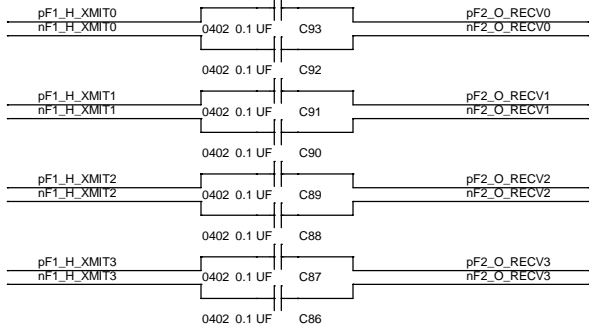 pF1_H_XMIT0 pF2_O_RECV0
nF1_H_XMIT0 0402 0.1 UF C93 nF2_O_RECV0
0402 0.1 UF C92
pF1_H_XMIT1 pF2_O_RECV1
nF1_H_XMIT1 0402 0.1 UF C91 nF2_O_RECV1
0402 0.1 UF C90
pF1_H_XMIT2 pF2_O_RECV2
nF1_H_XMIT2 0402 0.1 UF C89 nF2_O_RECV2
0402 0.1 UF C88
pF1_H_XMIT3 pF2_O_RECV3
nF1_H_XMIT3 0402 0.1 UF C87 nF2_O_RECV3
0402 0.1 UF C86